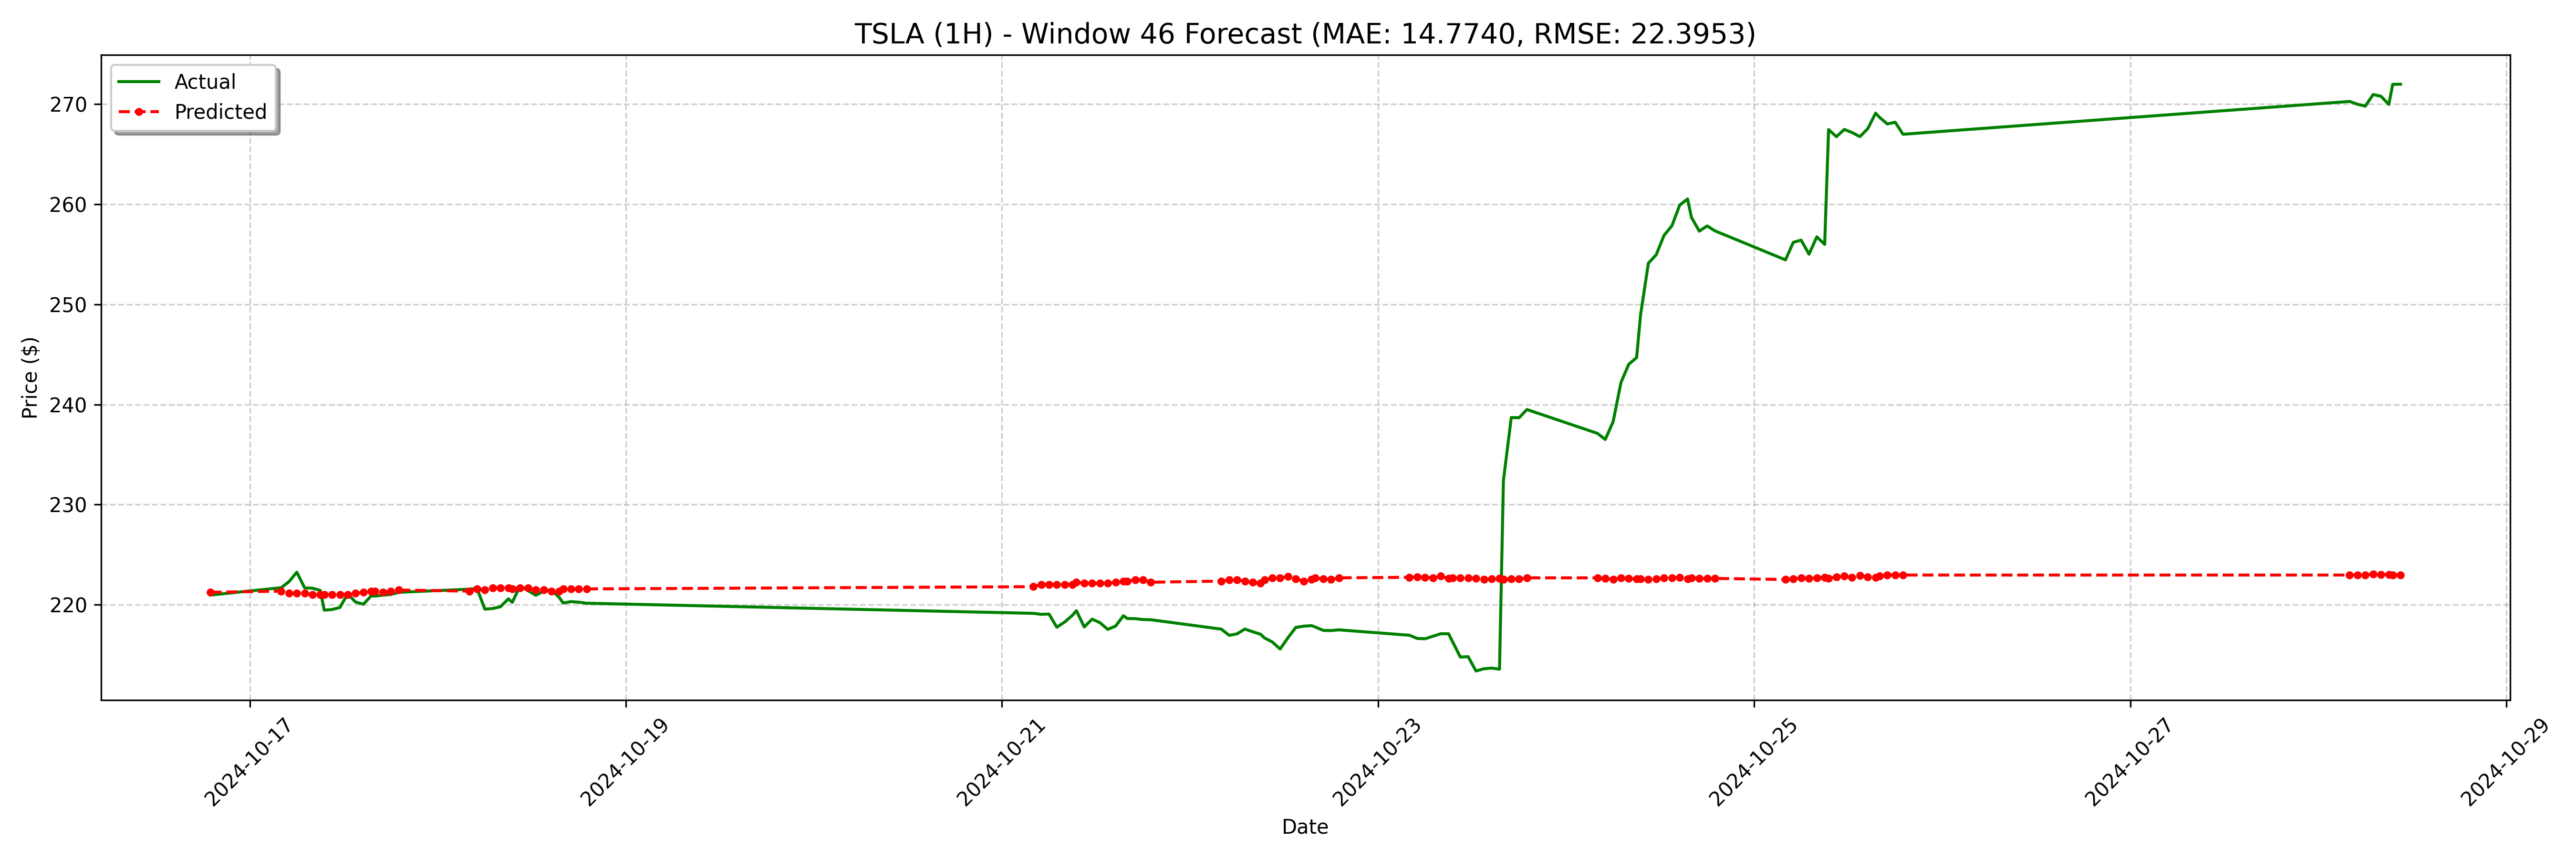 TSLA (1H) - Window 46 Forecast (MAE: 14.7740, RMSE: 22.3953)
Actual
Predicted
Price ($)
270
260
250
240
230
220
2024-10-17
2024-10-19
2024-10-21
2024-10-23
2024-10-25
2024-10-27
2024-10-29
Date